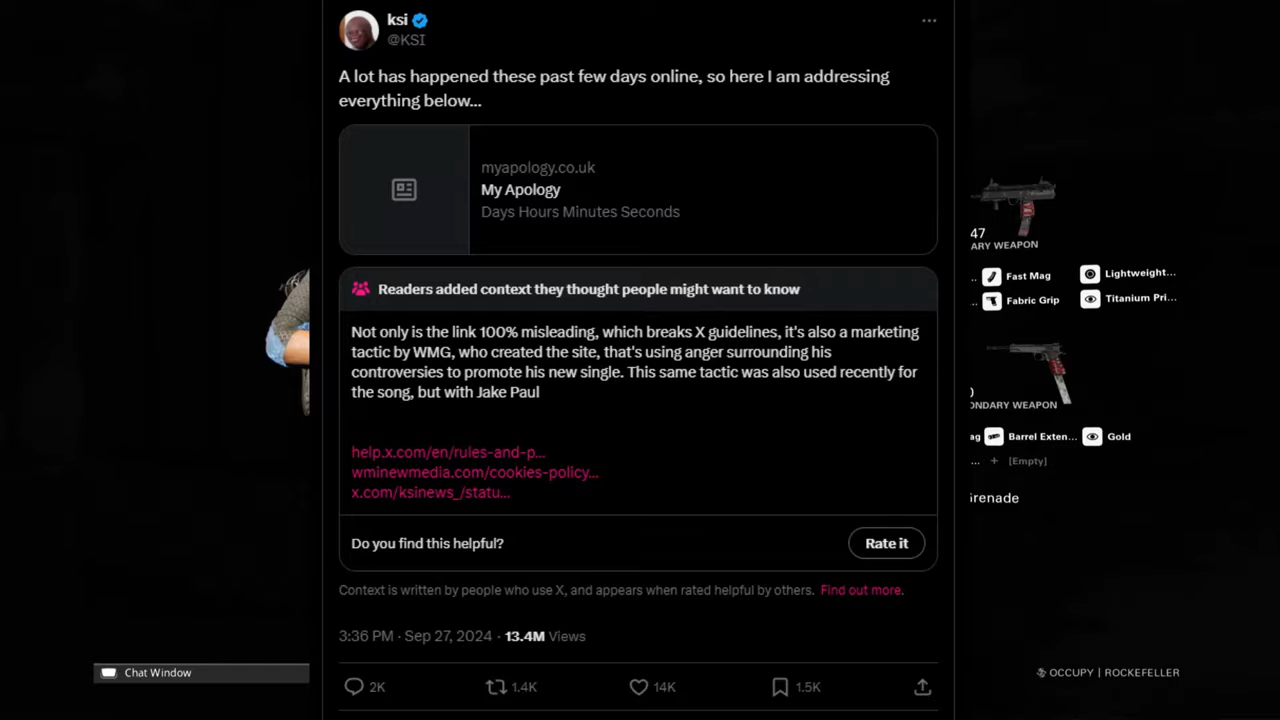 ksi
@KSI
A lot has happened these past few days online, so here I am addressing
everything below...
myapology.co.uk
My Apology
Days Hours Minutes Seconds
Readers added context they thought people might want to know
Not only is the link 100% misleading, which breaks X guidelines, it's also a marketing
tactic by WMG, who created the site, that's using anger surrounding his
controversies to promote his new single. This same tactic was also used recently for
the song, but with Jake Paul
help.x.com/en/rules-and-p...
wminewmedia.com/cookies-policy...
x.com/ksinews_/statu...
Do you find this helpful?
Rate it
Context is written by people who use X, and appears when rated helpful by others. Find out more.
3:36 PM · Sep 27, 2024 · 13.4M Views
2K 1.4K 14K 1.5K
47
ARY WEAPON
.. Fast Mag Lightweight...
.. Fabric Grip Titanium Pri...
ONDARY WEAPON
ag Barrel Exten... Gold
... + [Empty]
Grenade
Chat Window
OCCUPY | ROCKEFELLER